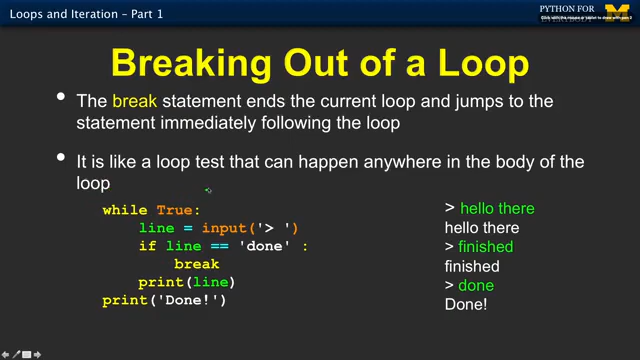 Loops and Iteration – Part 1
PYTHON FOR
EVERYBODY
Breaking Out of a Loop
• The break statement ends the current loop and jumps to the
statement immediately following the loop
• It is like a loop test that can happen anywhere in the body of the
loop
while True:
    line = input('> ')
    if line == 'done' :
        break
    print(line)
print('Done!')
> hello there
hello there
> finished
finished
> done
Done!